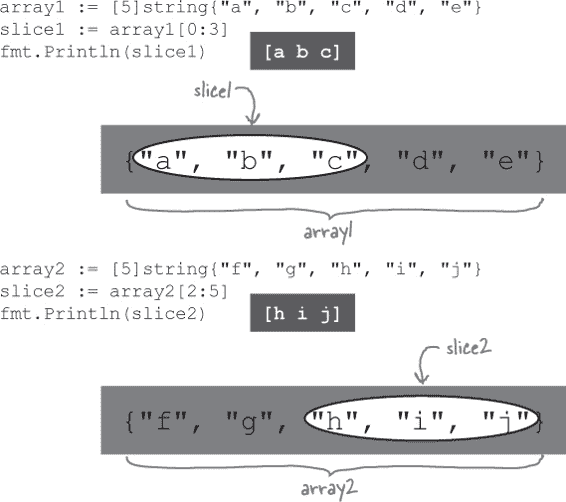 array1 := [5]string{"a", "b", "c", "d", "e"}
slice1 := array1[0:3]
fmt.Println(slice1)
[a b c]
slice1
{"a", "b", "c", "d", "e"}
array1
array2 := [5]string{"f", "g", "h", "i", "j"}
slice2 := array2[2:5]
fmt.Println(slice2)
[h i j]
slice2
{"f", "g", "h", "i", "j"}
array2